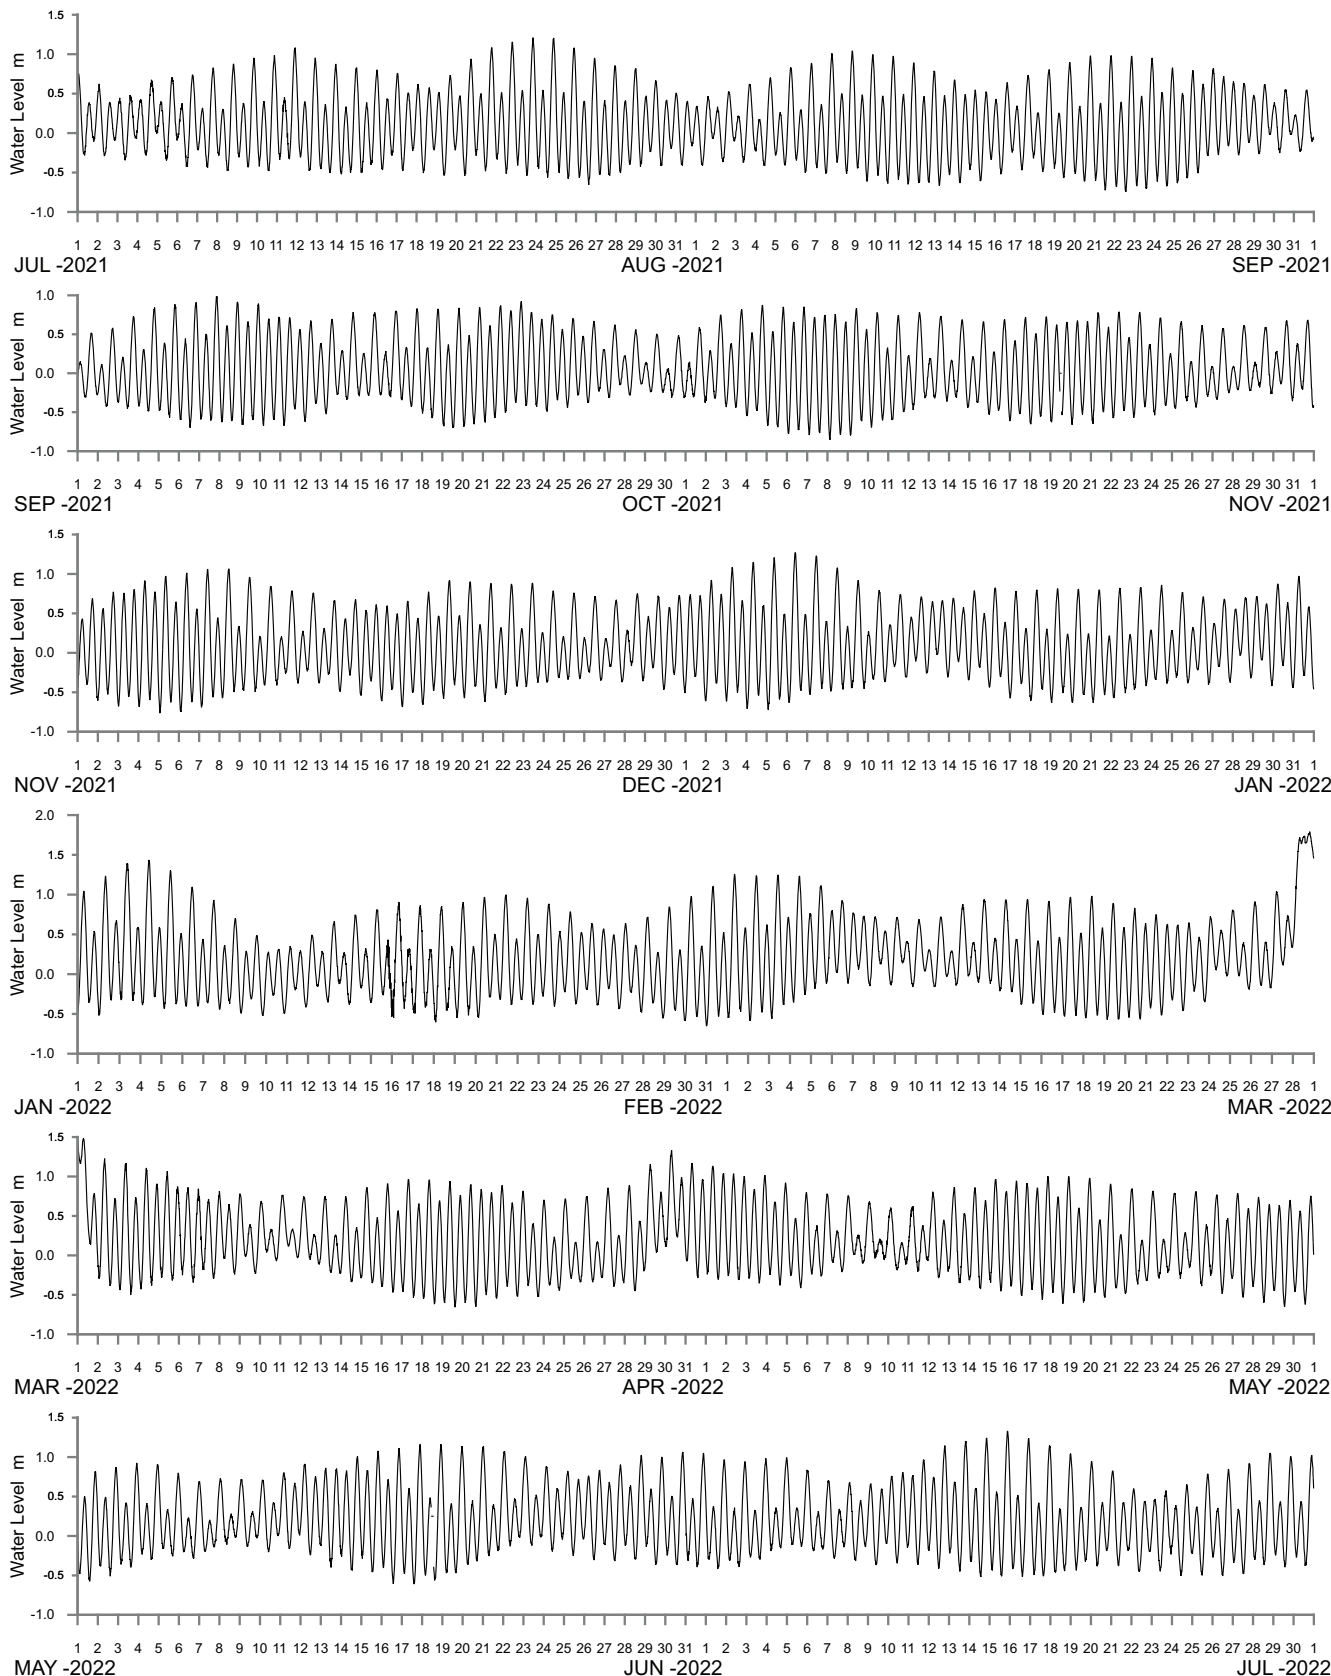 Water Level m
1.5
1.0
0.5
0.0
-0.5
-1.0
1 2 3 4 5 6 7 8 9 10 11 12 13 14 15 16 17 18 19 20 21 22 23 24 25 26 27 28 29 30 31 1 2 3 4 5 6 7 8 9 10 11 12 13 14 15 16 17 18 19 20 21 22 23 24 25 26 27 28 29 30 31 1
JUL -2021 AUG -2021 SEP -2021
Water Level m
1.0
0.5
0.0
-0.5
-1.0
1 2 3 4 5 6 7 8 9 10 11 12 13 14 15 16 17 18 19 20 21 22 23 24 25 26 27 28 29 30 1 2 3 4 5 6 7 8 9 10 11 12 13 14 15 16 17 18 19 20 21 22 23 24 25 26 27 28 29 30 31 1
SEP -2021 OCT -2021 NOV -2021
Water Level m
1.5
1.0
0.5
0.0
-0.5
-1.0
1 2 3 4 5 6 7 8 9 10 11 12 13 14 15 16 17 18 19 20 21 22 23 24 25 26 27 28 29 30 1 2 3 4 5 6 7 8 9 10 11 12 13 14 15 16 17 18 19 20 21 22 23 24 25 26 27 28 29 30 31 1
NOV -2021 DEC -2021 JAN -2022
Water Level m
2.0
1.5
1.0
0.5
0.0
-0.5
-1.0
1 2 3 4 5 6 7 8 9 10 11 12 13 14 15 16 17 18 19 20 21 22 23 24 25 26 27 28 29 30 31 1 2 3 4 5 6 7 8 9 10 11 12 13 14 15 16 17 18 19 20 21 22 23 24 25 26 27 28 1
JAN -2022 FEB -2022 MAR -2022
Water Level m
1.5
1.0
0.5
0.0
-0.5
-1.0
1 2 3 4 5 6 7 8 9 10 11 12 13 14 15 16 17 18 19 20 21 22 23 24 25 26 27 28 29 30 31 1 2 3 4 5 6 7 8 9 10 11 12 13 14 15 16 17 18 19 20 21 22 23 24 25 26 27 28 29 30 1
MAR -2022 APR -2022 MAY -2022
Water Level m
1.5
1.0
0.5
0.0
-0.5
-1.0
1 2 3 4 5 6 7 8 9 10 11 12 13 14 15 16 17 18 19 20 21 22 23 24 25 26 27 28 29 30 31 1 2 3 4 5 6 7 8 9 10 11 12 13 14 15 16 17 18 19 20 21 22 23 24 25 26 27 28 29 30 1
MAY -2022 JUN -2022 JUL -2022